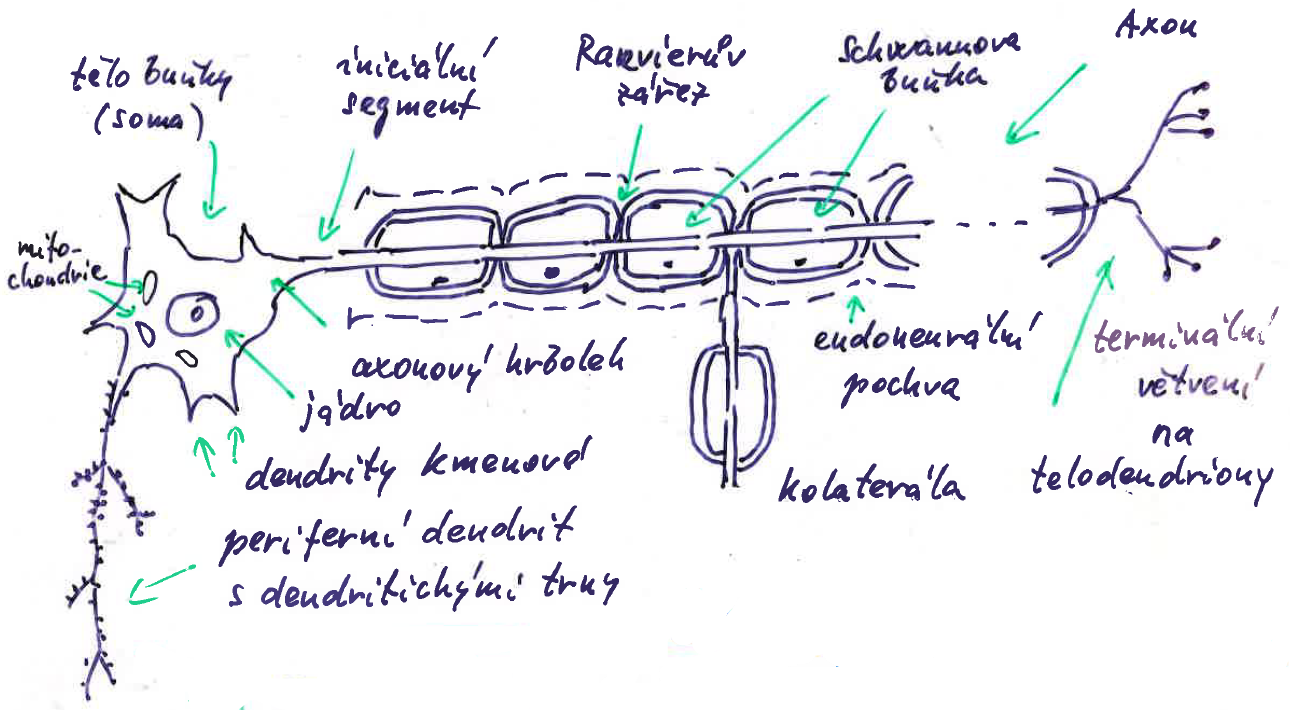 tělo buňky
(soma)
iniciální
segment
Ranvierův
zářez
Schwannova
buňka
Axon
mito-
chondrie
axonový hrbolek
jádro
endoneurální
pochva
terminální
větvení
na
telodendriony
kolaterála
dendrity kmenové
periferní dendrit
s dendritickými trny